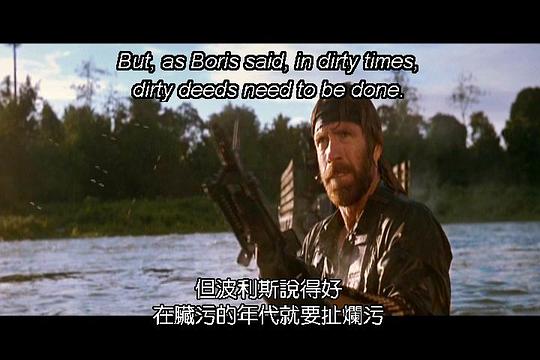 But, as Boris said, in dirty times,
dirty deeds need to be done.
但波利斯說得好
在臟污的年代就要扯爛污